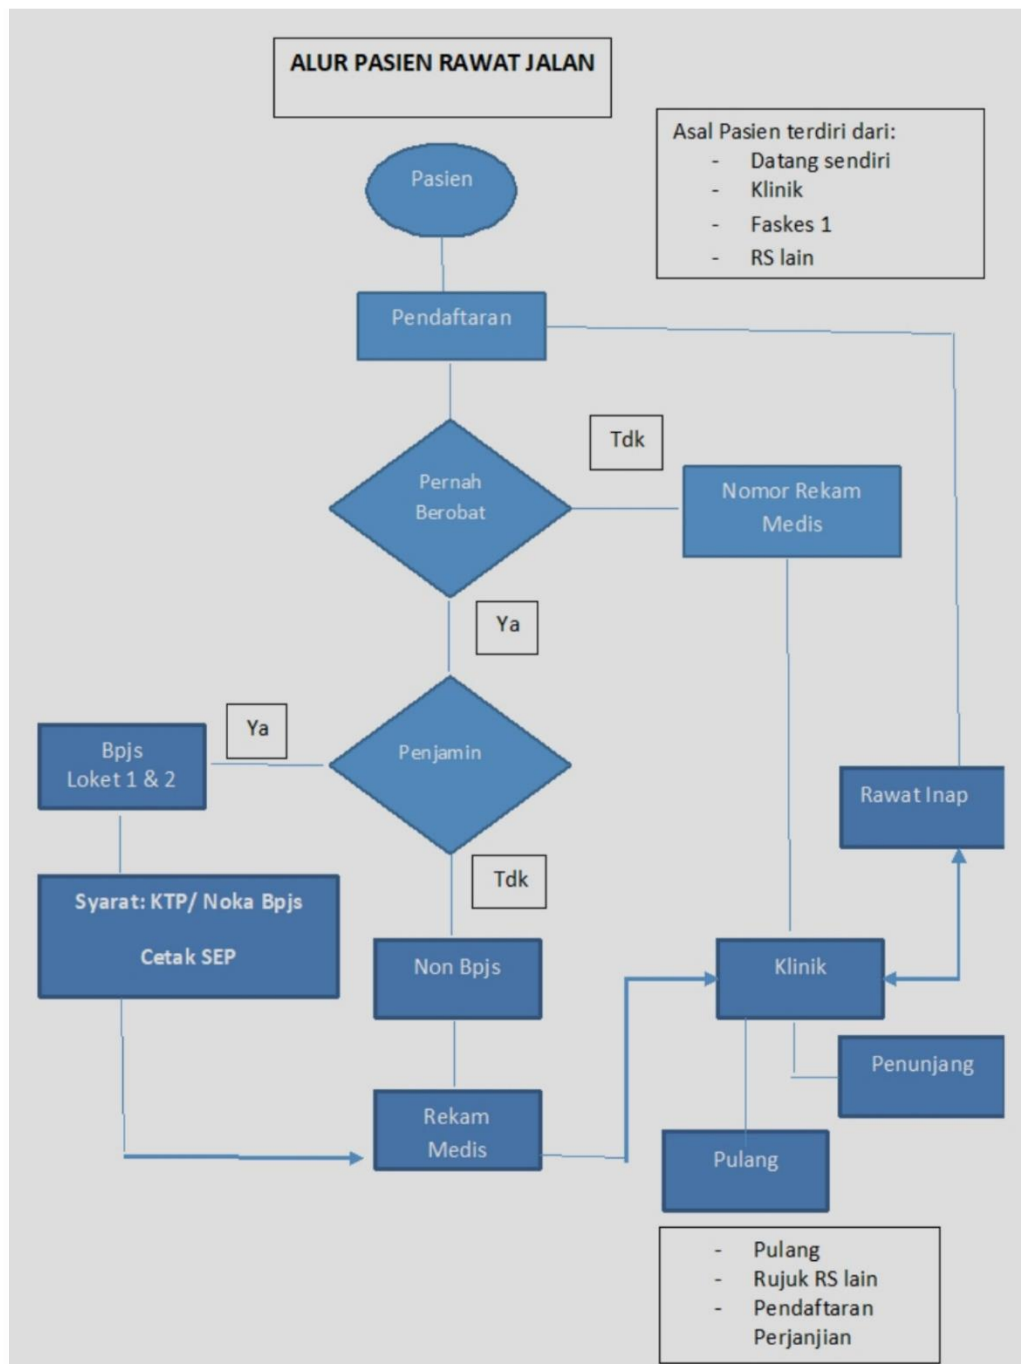 ALUR PASIEN RAWAT JALAN
Asal Pasien terdiri dari:
- Datang sendiri
- Klinik
- Faskes 1
- RS lain
Pasien
Pendaftaran
Tdk
Pernah
Berobat
Nomor Rekam
Medis
Ya
Ya
Penjamin
Bpjs
Loket 1 & 2
Rawat Inap
Tdk
Syarat: KTP/ Noka Bpjs
Cetak SEP
Non Bpjs
Klinik
Penunjang
Rekam
Medis
Pulang
- Pulang
- Rujuk RS lain
- Pendaftaran
Perjanjian